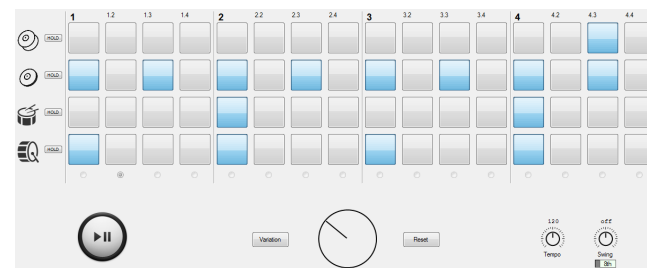 1 1.2 1.3 1.4 2 2.2 2.3 2.4 3 3.2 3.3 3.4 4 4.2 4.3 4.4
HOLD
HOLD
HOLD
HOLD
Variation Reset
120 off
Tempo Swing
8th